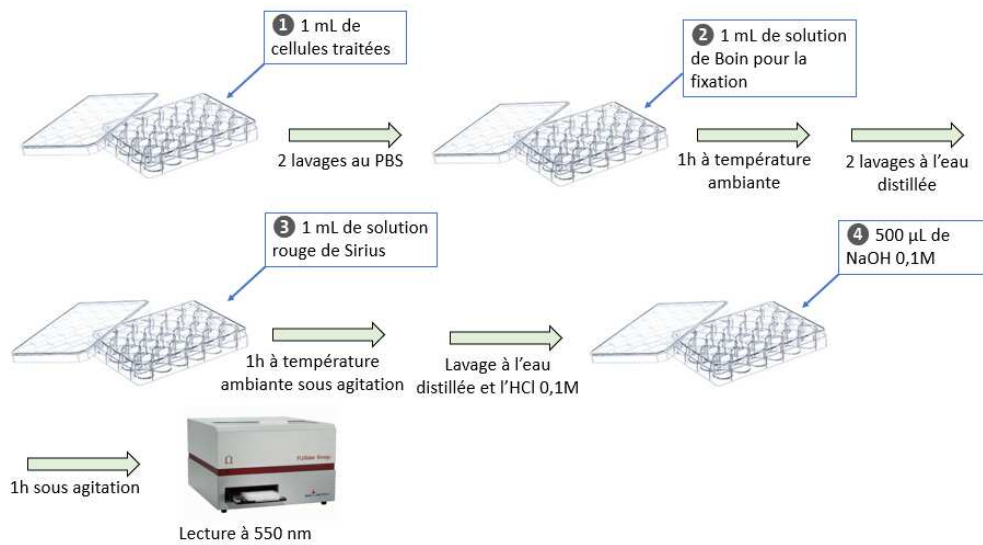 1 1 mL de
cellules traitées
2 lavages au PBS
2 1 mL de solution
de Boin pour la
fixation
1h à température
ambiante
2 lavages à l'eau
distillée
3 1 mL de solution
rouge de Sirius
1h à température
ambiante sous agitation
Lavage à l'eau
distillée et l'HCl 0,1M
4 500 µL de
NaOH 0,1M
1h sous agitation
Ω
Lecture à 550 nm